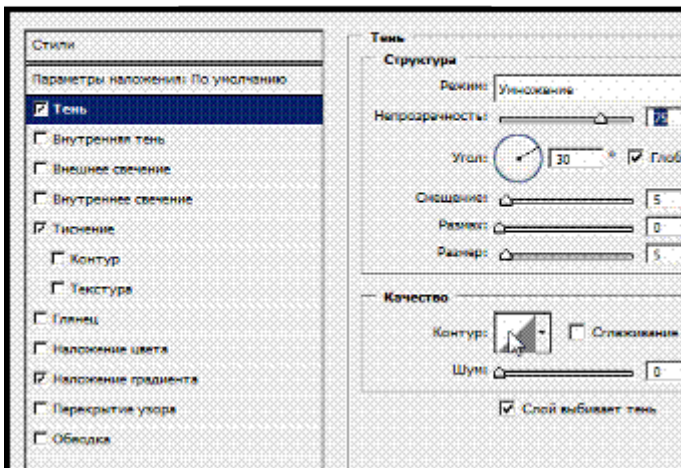 Стили
Параметры наложения: По умолчанию
Тень
Внутренняя тень
Внешнее свечение
Внутреннее свечение
Тиснение
Контур
Текстура
Глянец
Наложение цвета
Наложение градиента
Перекрытие узора
Обводка
Тень
Структура
Режим: Умножение
Непрозрачность: 75
Угол: 30 ° Глоб
Смещение: 5
Размах: 0
Размер: 5
Качество
Контур: Сглаживание
Шум: 0
Слой выбивает тень